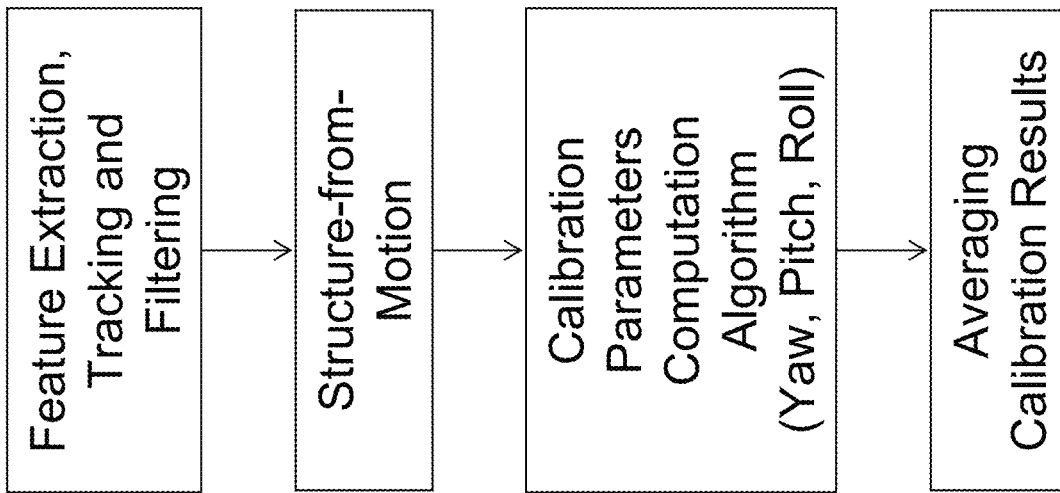 Feature Extraction,
Tracking and
Filtering
Structure-from-
Motion
Calibration
Parameters
Computation
Algorithm
(Yaw, Pitch, Roll)
Averaging
Calibration Results